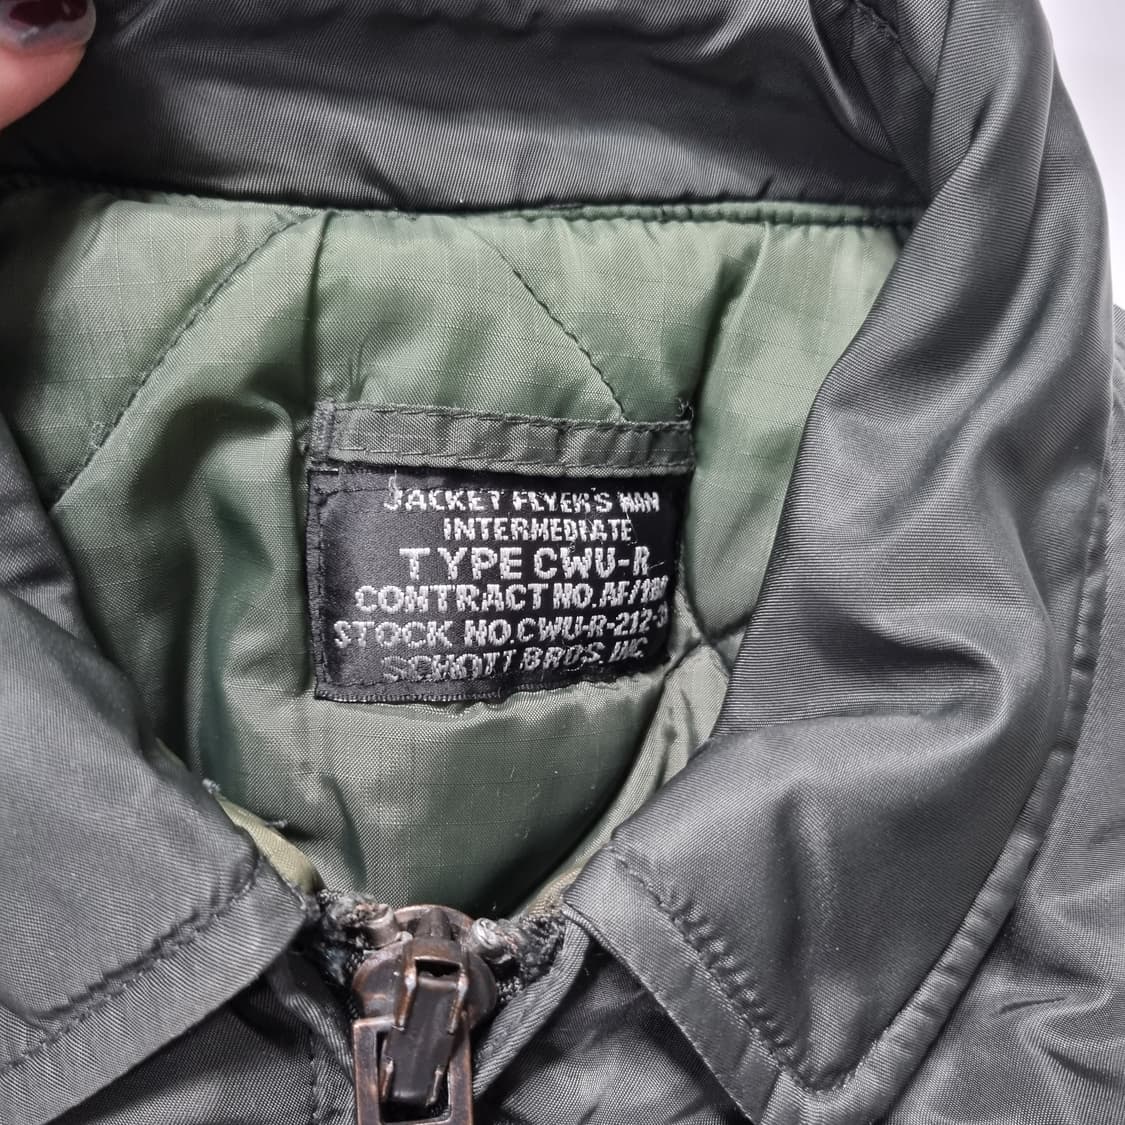 JACKET FLYER'S MAN
INTERMEDIATE
TYPE CWU-R
CONTRACT NO. AF/180
STOCK NO. CWU-R-212-3
SCHOTT BROS. INC